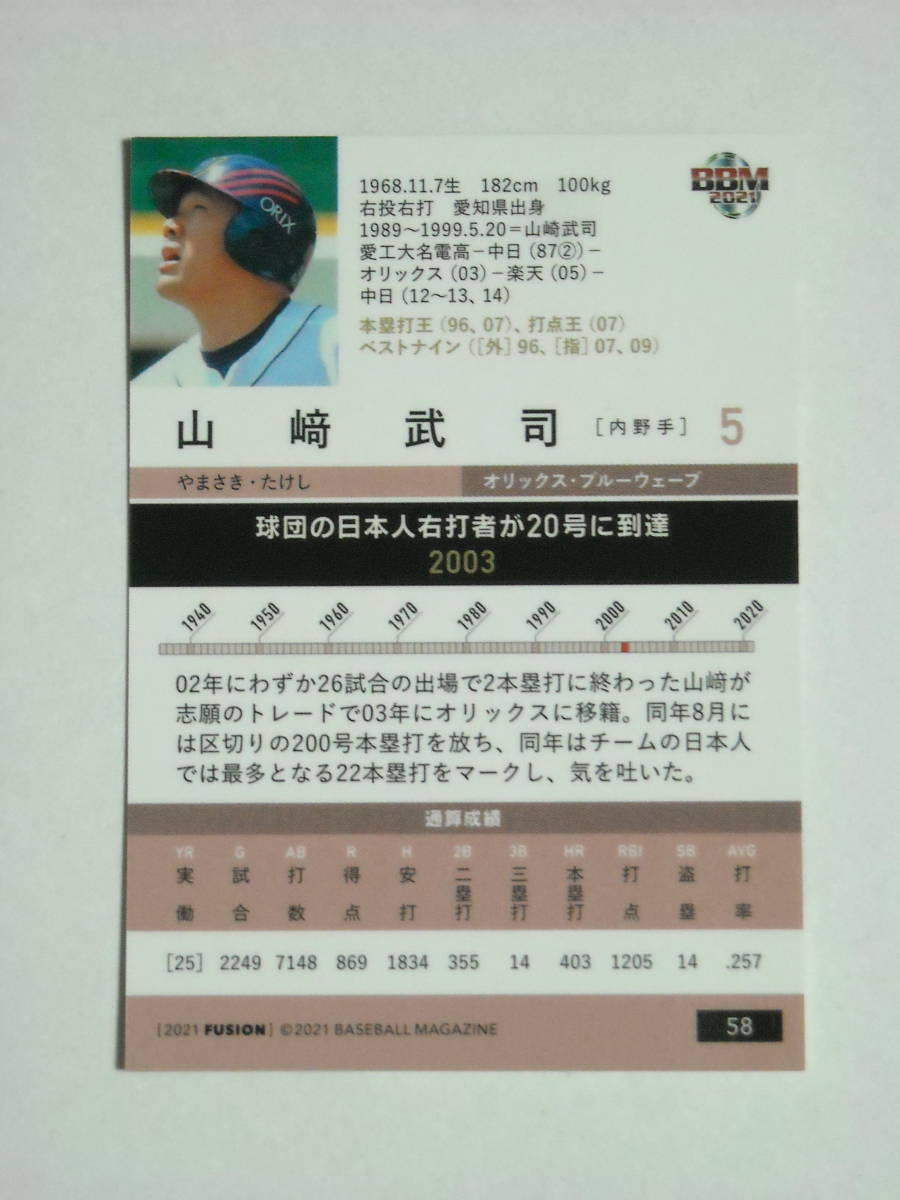 ORIX
BBM
2021
1968.11.7生 182cm 100kg
右投右打 愛知県出身
1989～1999.5.20＝山崎武司
愛工大名電高－中日（87②）－
オリックス（03）－楽天（05）－
中日（12～13、14）
本塁打王（96、07）、打点王（07）
ベストナイン（［外］96、［指］07、09）
山﨑武司 ［内野手］ 5
やまさき・たけし オリックス・ブルーウェーブ
球団の日本人右打者が20号に到達
2003
1940 1950 1960 1970 1980 1990 2000 2010 2020
02年にわずか26試合の出場で2本塁打に終わった山﨑が
志願のトレードで03年にオリックスに移籍。同年8月に
は区切りの200号本塁打を放ち、同年はチームの日本人
では最多となる22本塁打をマークし、気を吐いた。
通算成績
YR G AB R H 2B 3B HR RBI SB AVG
実働 試合 打数 得点 安打 二塁打 三塁打 本塁打 打点 盗塁 打率
［25］ 2249 7148 869 1834 355 14 403 1205 14 .257
［2021 FUSION］ ©2021 BASEBALL MAGAZINE 58